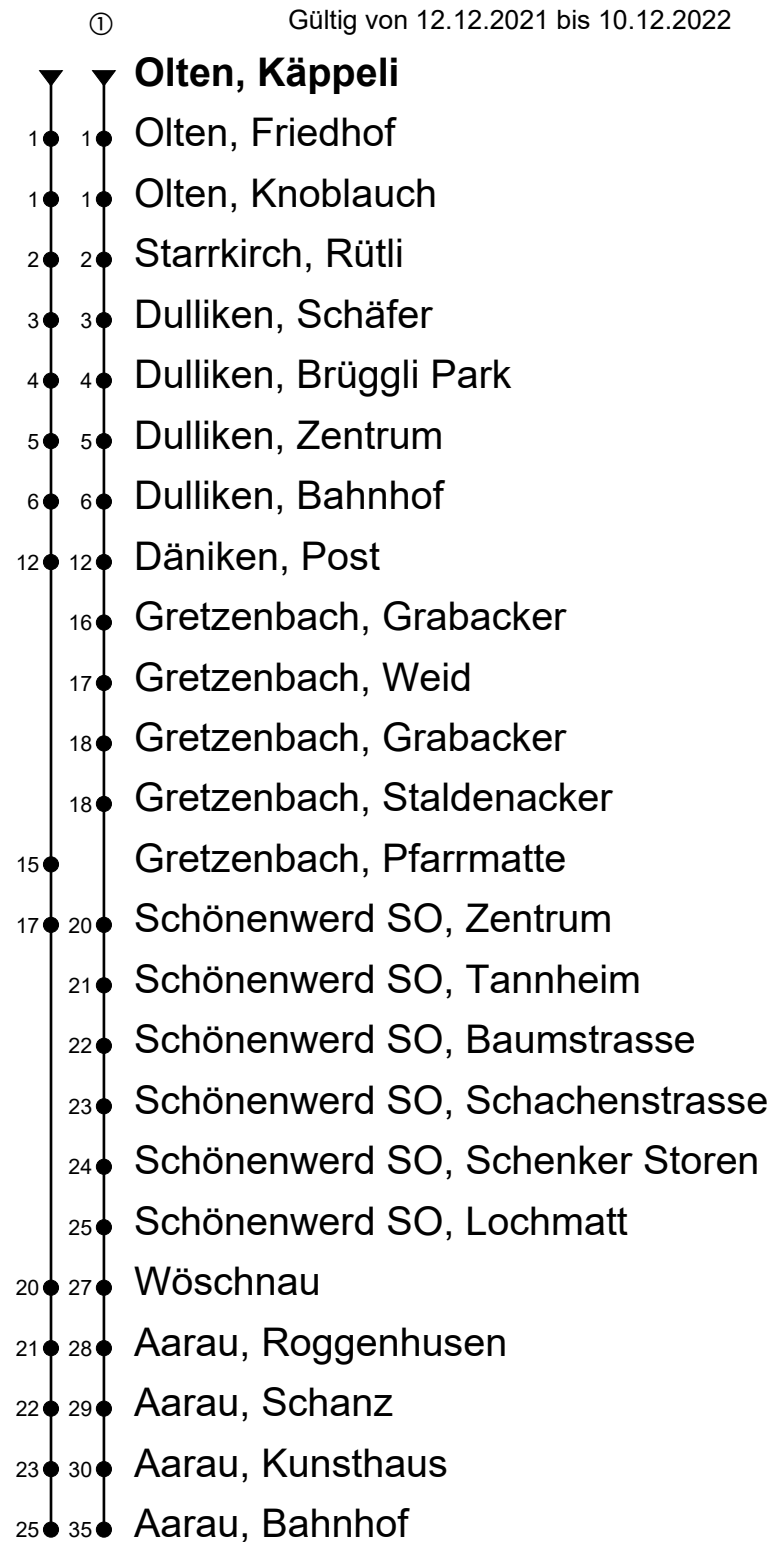 ① Gültig von 12.12.2021 bis 10.12.2022
Olten, Käppeli
1 1 Olten, Friedhof
1 1 Olten, Knoblauch
2 2 Starrkirch, Rütli
3 3 Dulliken, Schäfer
4 4 Dulliken, Brüggli Park
5 5 Dulliken, Zentrum
6 6 Dulliken, Bahnhof
12 12 Däniken, Post
16 Gretzenbach, Grabacker
17 Gretzenbach, Weid
18 Gretzenbach, Grabacker
18 Gretzenbach, Staldenacker
15 Gretzenbach, Pfarrmatte
17 20 Schönenwerd SO, Zentrum
21 Schönenwerd SO, Tannheim
22 Schönenwerd SO, Baumstrasse
23 Schönenwerd SO, Schachenstrasse
24 Schönenwerd SO, Schenker Storen
25 Schönenwerd SO, Lochmatt
20 27 Wöschnau
21 28 Aarau, Roggenhusen
22 29 Aarau, Schanz
23 30 Aarau, Kunsthaus
25 35 Aarau, Bahnhof